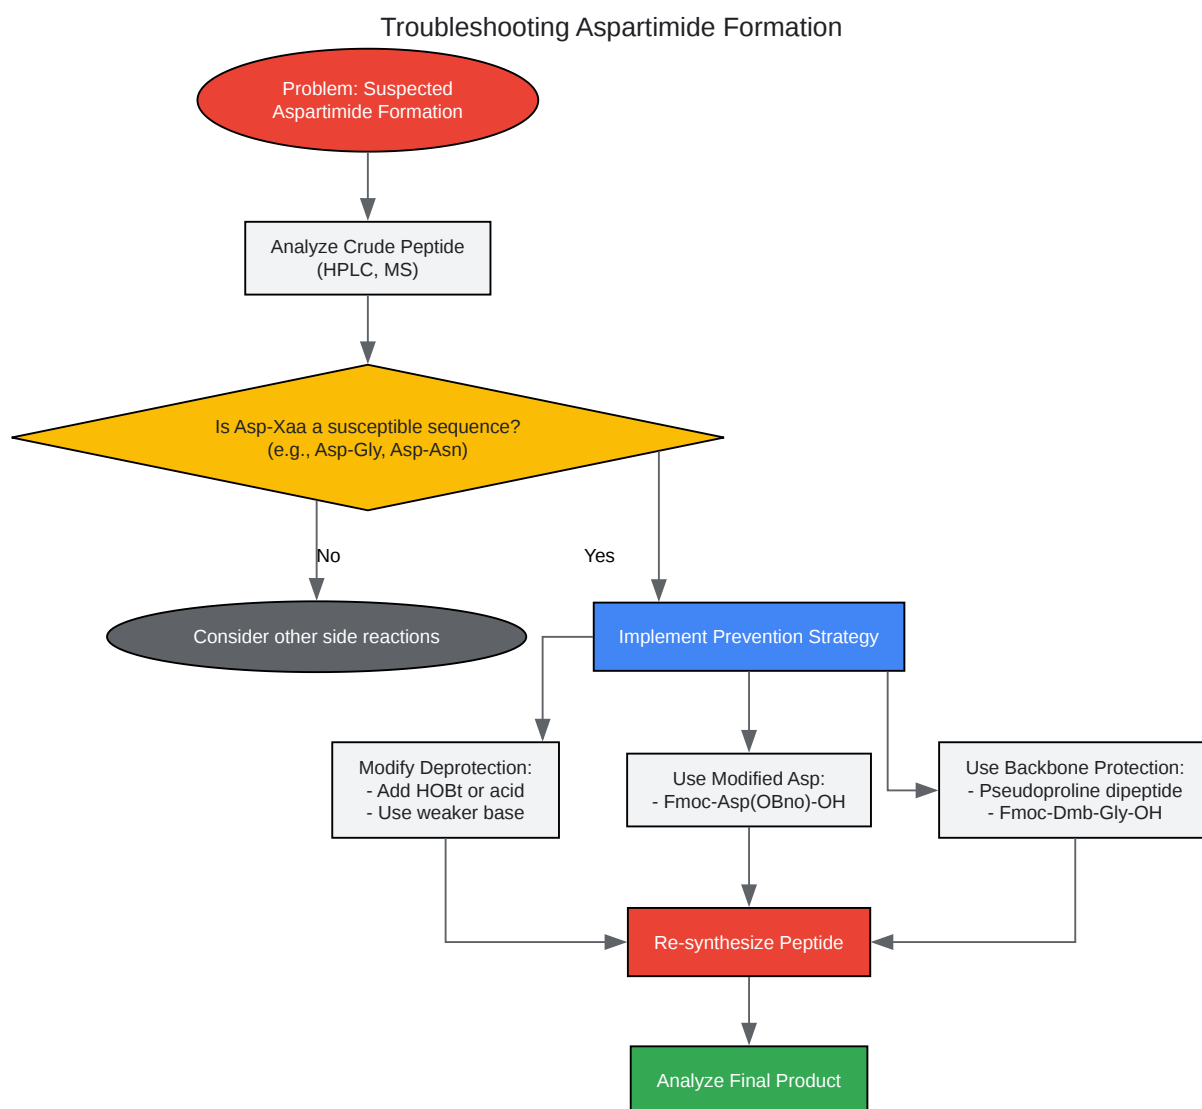 Troubleshooting Aspartimide Formation
Problem: Suspected
Aspartimide Formation
Analyze Crude Peptide
(HPLC, MS)
Is Asp-Xaa a susceptible sequence?
(e.g., Asp-Gly, Asp-Asn)
No
Yes
Consider other side reactions
Implement Prevention Strategy
Modify Deprotection:
- Add HOBt or acid
- Use weaker base
Use Modified Asp:
- Fmoc-Asp(OBno)-OH
Use Backbone Protection:
- Pseudoproline dipeptide
- Fmoc-Dmb-Gly-OH
Re-synthesize Peptide
Analyze Final Product